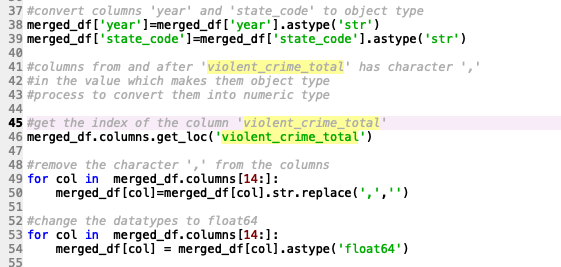 37 #convert columns 'year' and 'state_code' to object type
38 merged_df['year']=merged_df['year'].astype('str')
39 merged_df['state_code']=merged_df['state_code'].astype('str')
40
41 #columns from and after 'violent_crime_total' has character ','
42 #in the value which makes them object type
43 #process to convert them into numeric type
44
45 #get the index of the column 'violent_crime_total'
46 merged_df.columns.get_loc('violent_crime_total')
47
48 #remove the character ',' from the columns
49 for col in  merged_df.columns[14:]:
50     merged_df[col]=merged_df[col].str.replace(',','')
51
52 #change the datatypes to float64
53 for col in merged_df.columns[14:]:
54     merged_df[col] = merged_df[col].astype('float64')
55